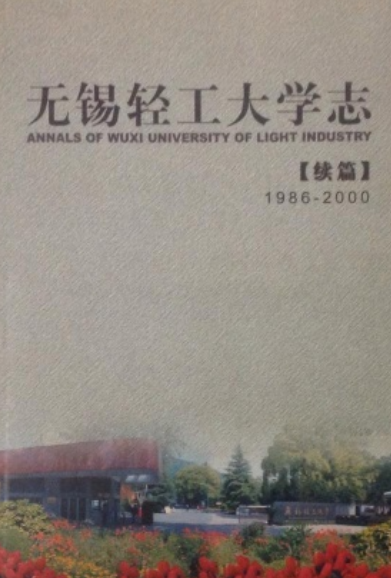 无锡轻工大学志
ANNALS OF WUXI UNIVERSITY OF LIGHT INDUSTRY
【续篇】
1986-2000